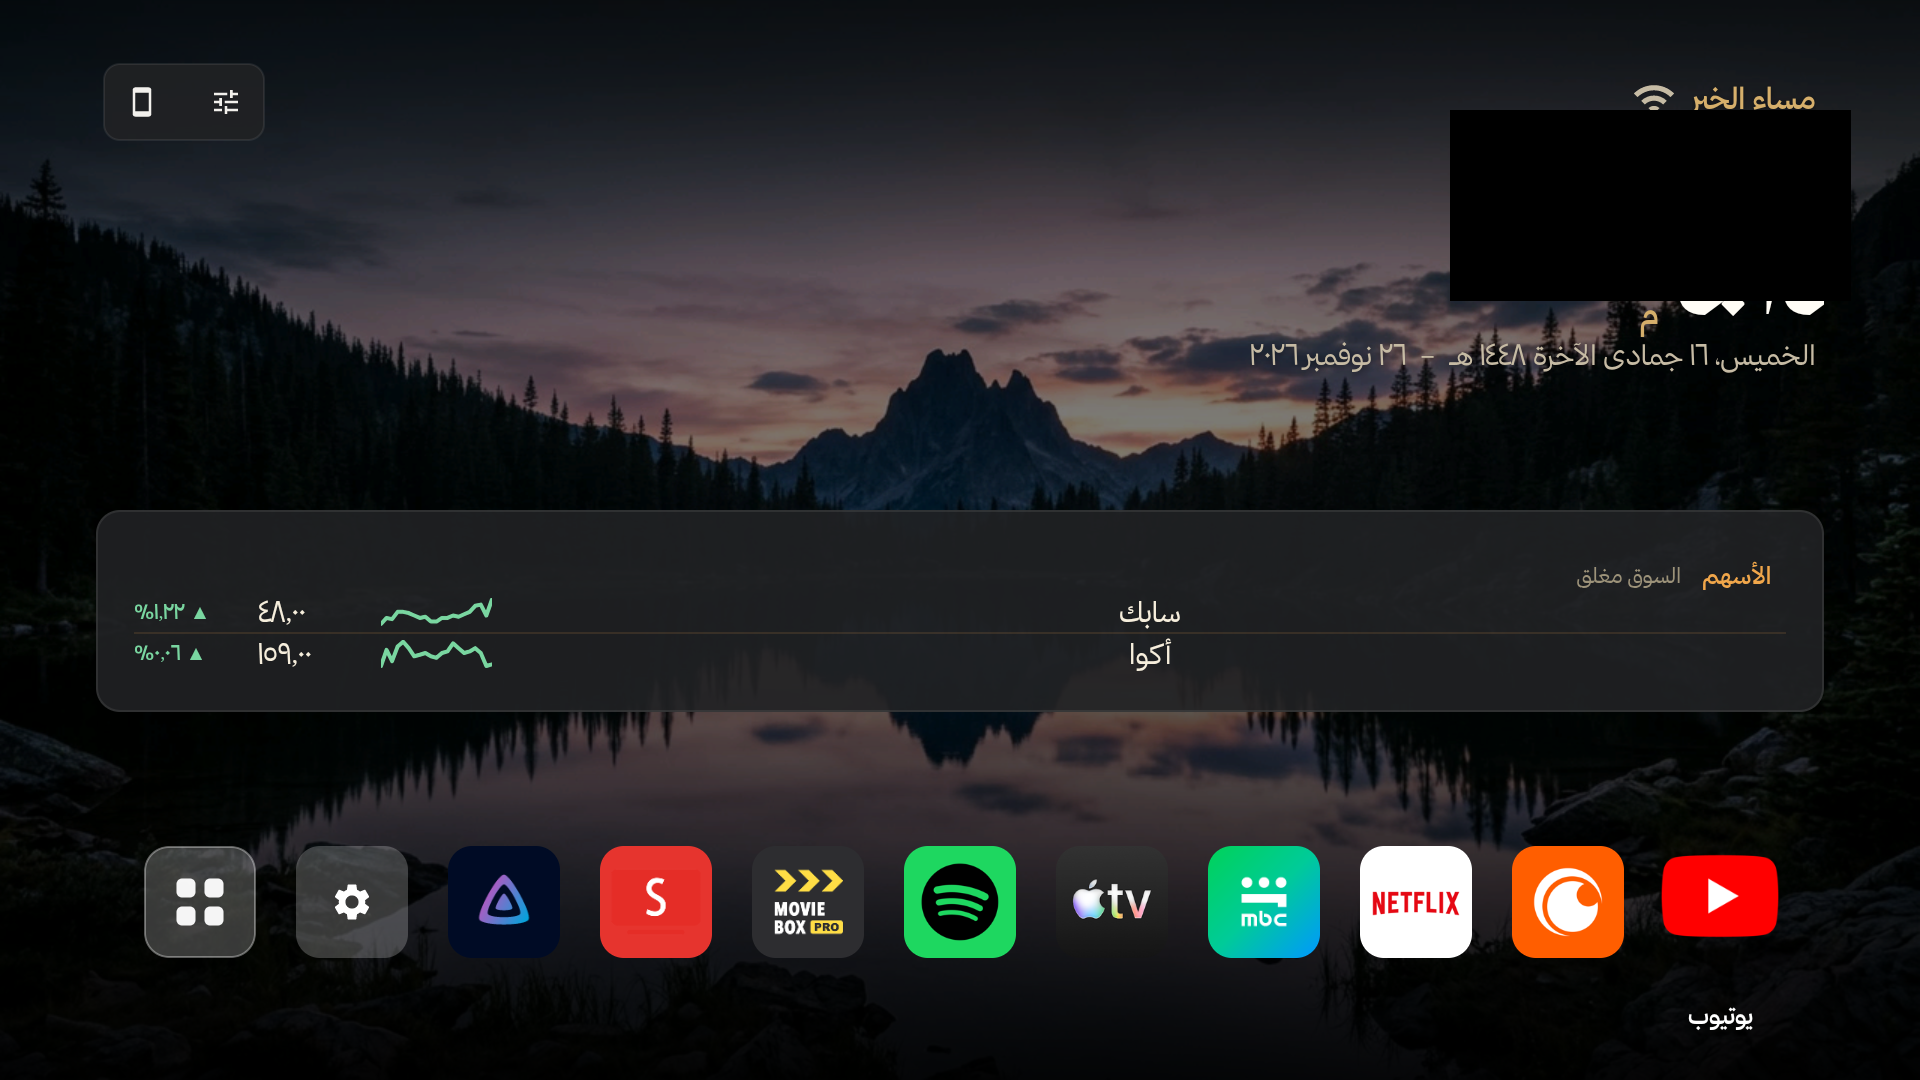 مساء الخير
م
الخميس، ١٦ جمادى الآخرة ١٤٤٨ هـ – ٢٦ نوفمبر ٢٠٢٦
الأسهم السوق مغلق
سابك ٤٨,٠٠ ▲ ١,٢٢%
أكوا ١٥٩,٠٠ ▲ ٠,٠٦%
NETFLIX
mbc
tv
MOVIE
BOX PRO
S
يوتيوب